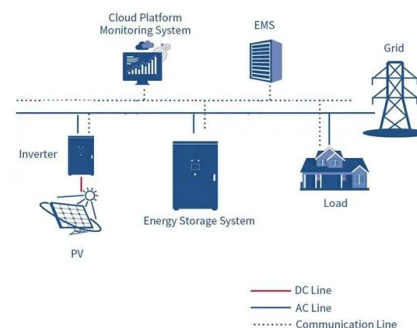 Cloud Platform
Monitoring System
EMS
Grid
Inverter
Energy Storage System
Load
PV
DC Line
AC Line
Communication Line